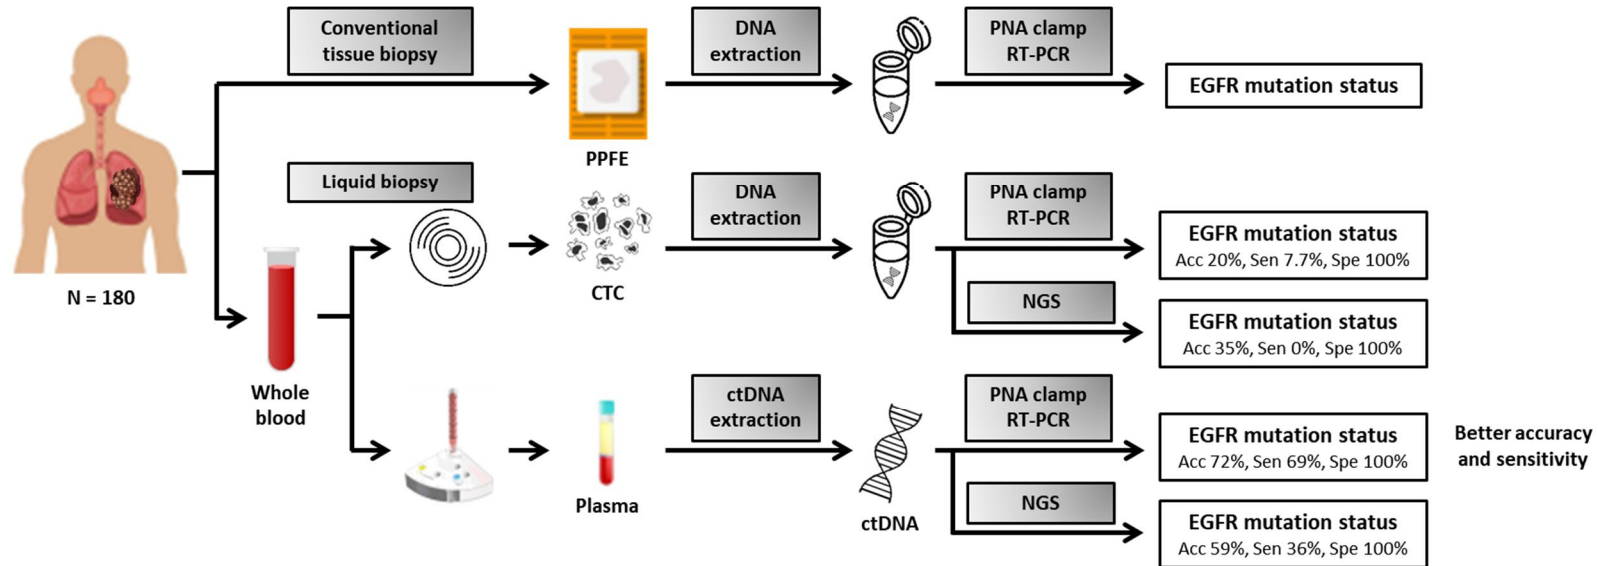 Conventional
tissue biopsy
DNA
extraction
PNA clamp
RT-PCR
EGFR mutation status
PPFE
Liquid biopsy
DNA
extraction
PNA clamp
RT-PCR
EGFR mutation status
Acc 20%, Sen 7.7%, Spe 100%
CTC
N = 180
NGS
EGFR mutation status
Acc 35%, Sen 0%, Spe 100%
Whole
blood
ctDNA
extraction
PNA clamp
RT-PCR
EGFR mutation status
Acc 72%, Sen 69%, Spe 100%
Better accuracy
and sensitivity
Plasma
ctDNA
NGS
EGFR mutation status
Acc 59%, Sen 36%, Spe 100%